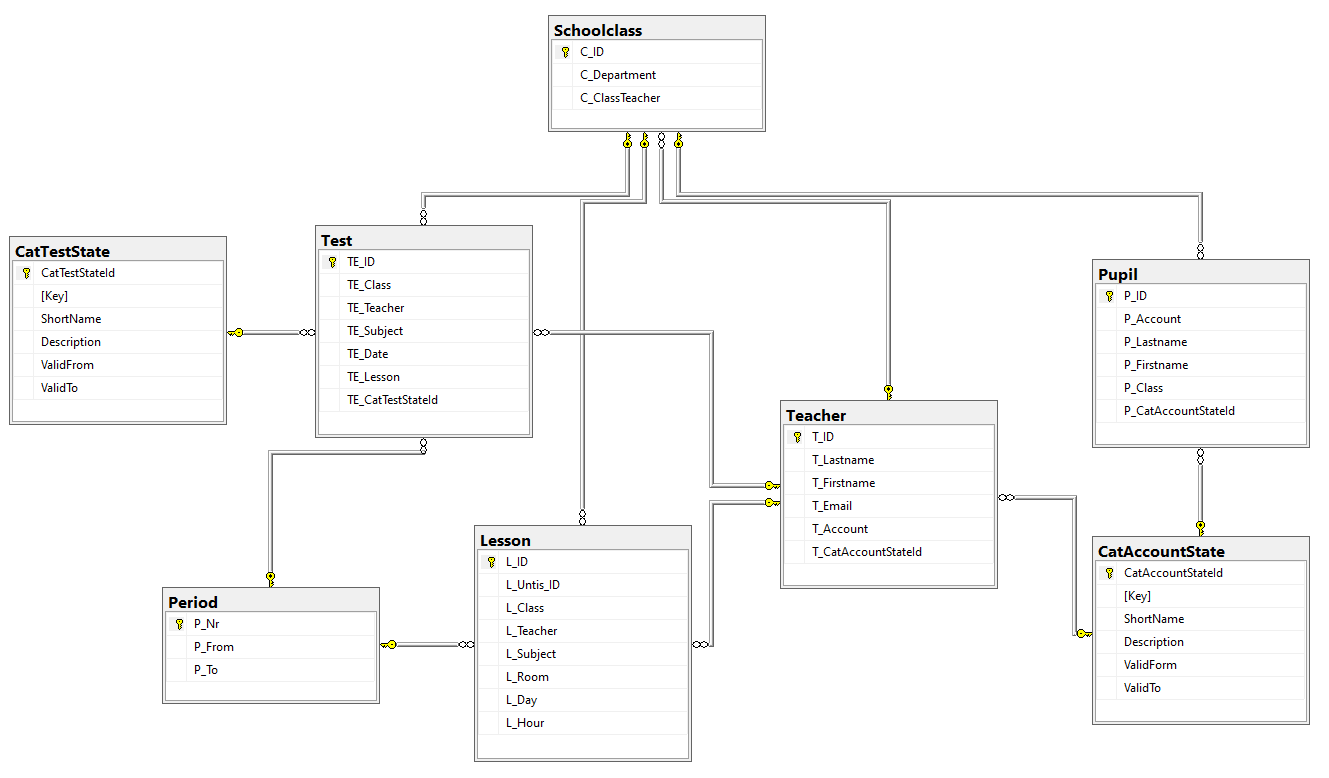 Schoolclass
C_ID
C_Department
C_ClassTeacher
CatTestState
CatTestStateId
[Key]
ShortName
Description
ValidFrom
ValidTo
Test
TE_ID
TE_Class
TE_Teacher
TE_Subject
TE_Date
TE_Lesson
TE_CatTestStateId
Pupil
P_ID
P_Account
P_Lastname
P_Firstname
P_Class
P_CatAccountStateId
Teacher
T_ID
T_Lastname
T_Firstname
T_Email
T_Account
T_CatAccountStateId
Lesson
L_ID
L_Untis_ID
L_Class
L_Teacher
L_Subject
L_Room
L_Day
L_Hour
CatAccountState
CatAccountStateId
[Key]
ShortName
Description
ValidForm
ValidTo
Period
P_Nr
P_From
P_To